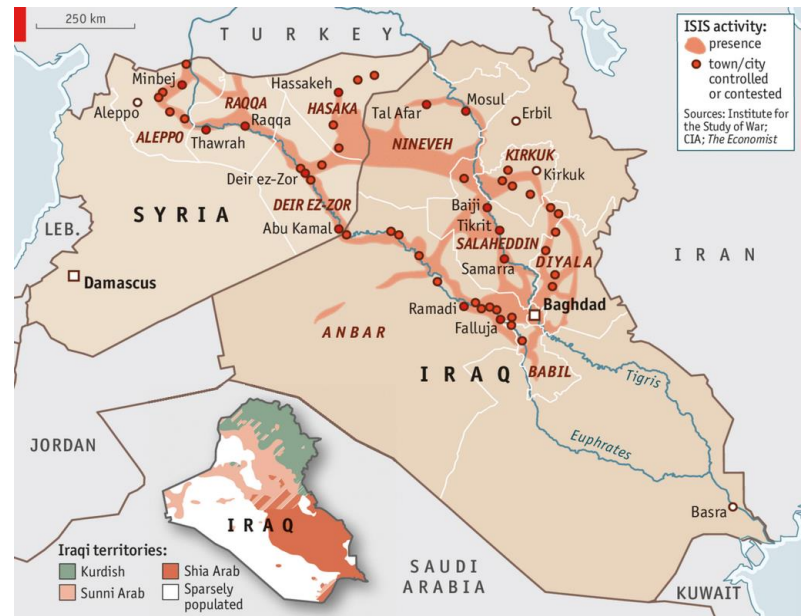 250 km
TURKEY
ISIS activity:
presence
town/city
controlled
or contested
Sources: Institute for
the Study of War;
CIA; The Economist
Minbej
Hassakeh
Aleppo
RAQQA
HASAKA
Tal Afar
Mosul
Erbil
ALEPPO
Raqqa
Thawrah
NINEVEH
KIRKUK
Kirkuk
Deir ez-Zor
DEIR EZ-ZOR
SYRIA
Baiji
LEB.
Abu Kamal
Tikrit
SALAHEDDIN
IRAN
Samarra
DIYALA
Damascus
Ramadi
Baghdad
ANBAR
Falluja
IRAQ
BABIL
Tigris
JORDAN
Euphrates
IRAQ
Basra
Iraqi territories:
Kurdish
Shia Arab
Sunni Arab
Sparsely
populated
SAUDI
ARABIA
KUWAIT